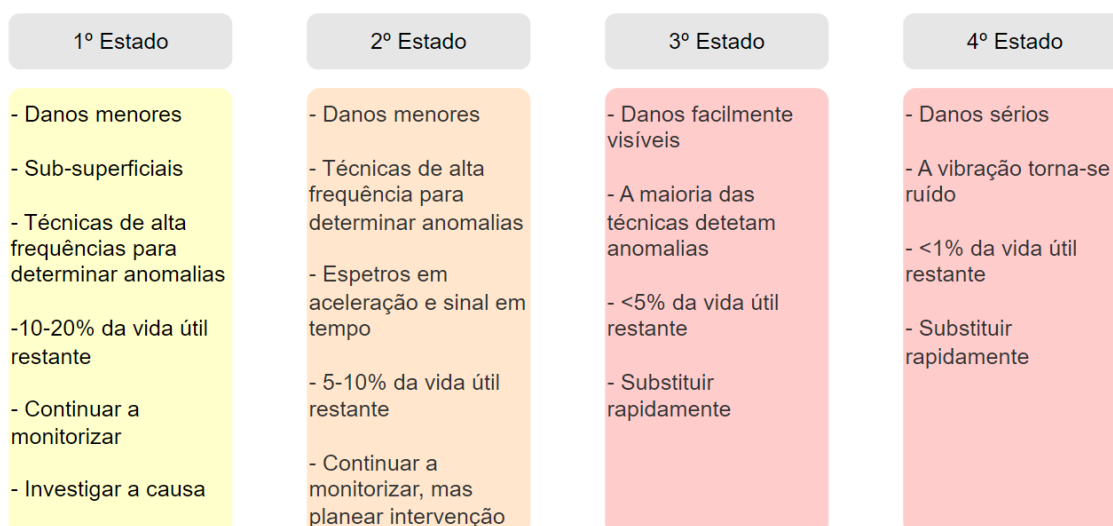 1º Estado
- Danos menores
- Sub-superficiais
- Técnicas de alta
frequências para
determinar anomalias
-10-20% da vida útil
restante
- Continuar a
monitorizar
- Investigar a causa
2º Estado
- Danos menores
- Técnicas de alta
frequência para
determinar anomalias
- Espetros em
aceleração e sinal em
tempo
- 5-10% da vida útil
restante
- Continuar a
monitorizar, mas
planear intervenção
3º Estado
- Danos facilmente
visíveis
- A maioria das
técnicas detetam
anomalias
- <5% da vida útil
restante
- Substituir
rapidamente
4º Estado
- Danos sérios
- A vibração torna-se
ruído
- <1% da vida útil
restante
- Substituir
rapidamente